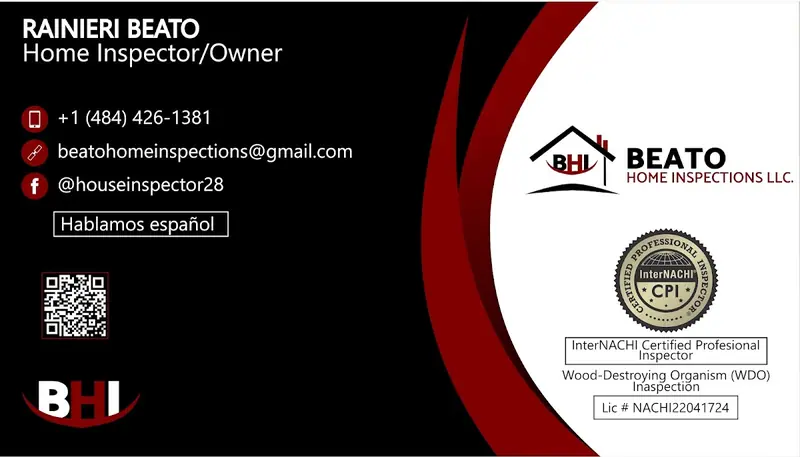 RAINIERI BEATO
Home Inspector/Owner
+1 (484) 426-1381
beatohomeinspections@gmail.com
@houseinspector28
Hablamos español
BHI
BHI
BEATO
HOME INSPECTIONS LLC.
CERTIFIED PROFESSIONAL INSPECTOR
InterNACHI
CPI
InterNACHI Certified Profesional
Inspector
Wood-Destroying Organism (WDO)
Inaspection
Lic # NACHI22041724